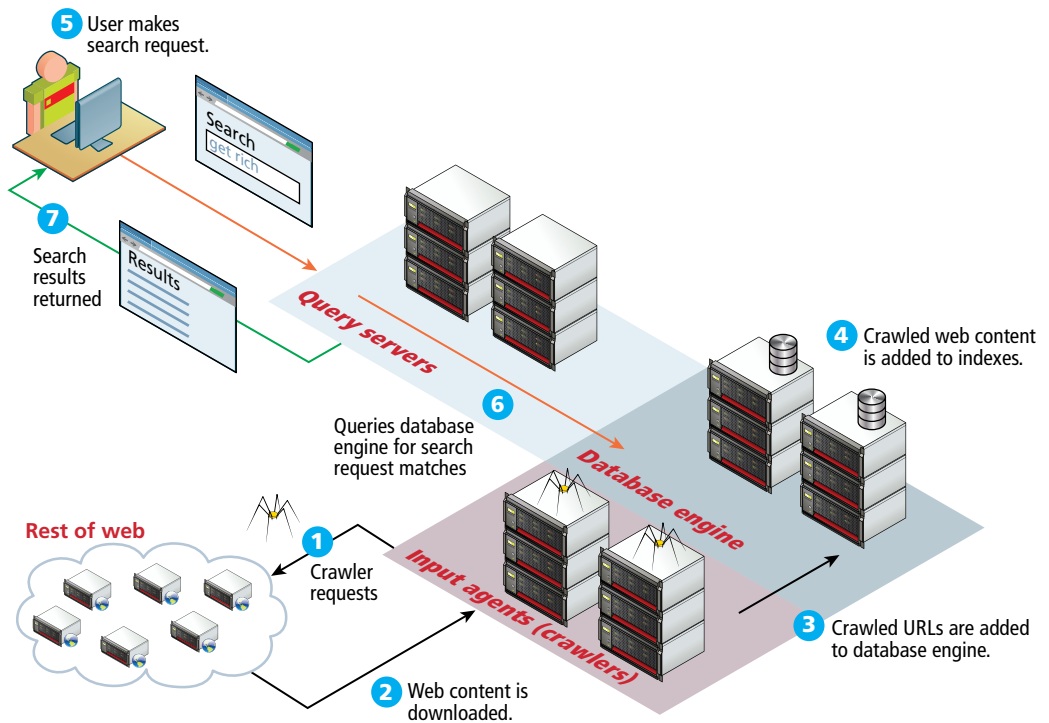 5 User makes
search request.
Search
get rich
7
Search
results
returned
Results
Query servers
4 Crawled web content
is added to indexes.
6
Queries database
engine for search
request matches
Database engine
Rest of web
1
Crawler
requests
Input agents (crawlers)
3 Crawled URLs are added
to database engine.
2 Web content is
downloaded.